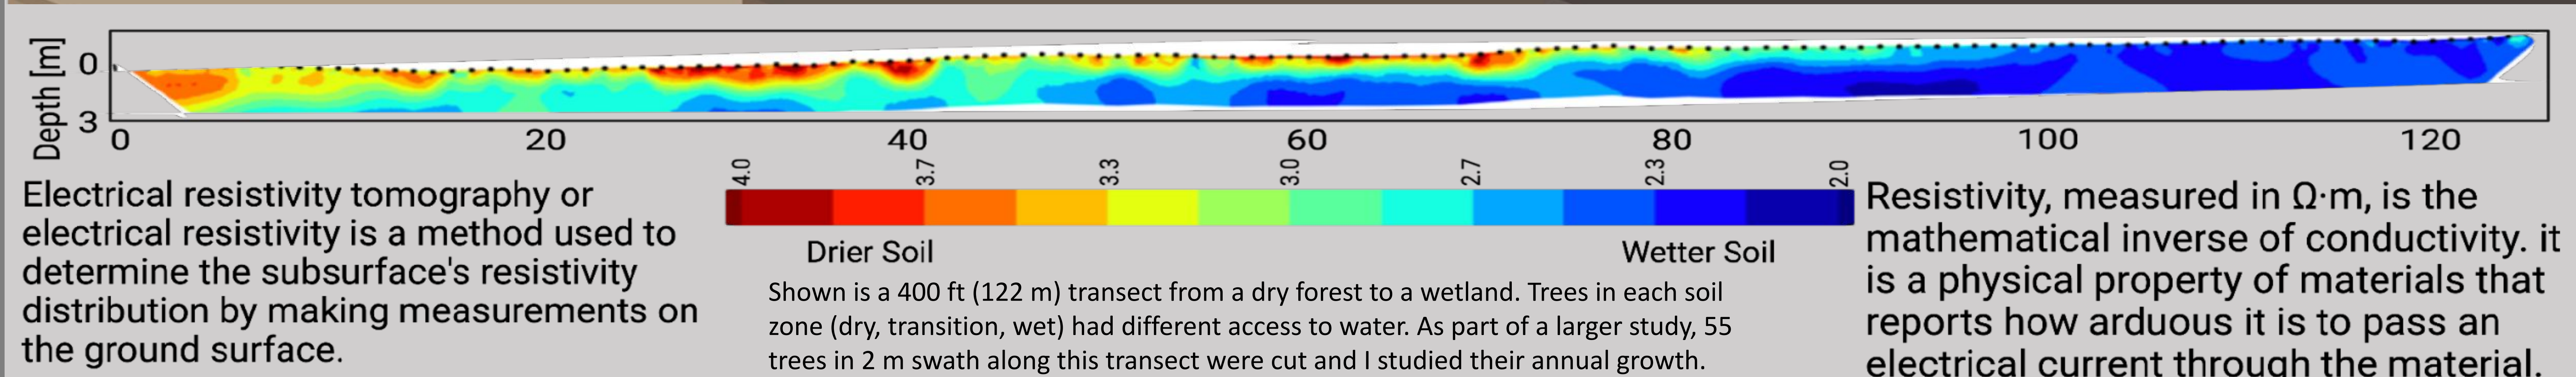 Depth [m]
0
3
0 20 40 60 80 100 120
4.0 3.7 3.3 3.0 2.7 2.3 2.0
Drier Soil Wetter Soil
Electrical resistivity tomography or
electrical resistivity is a method used to
determine the subsurface's resistivity
distribution by making measurements on
the ground surface.
Shown is a 400 ft (122 m) transect from a dry forest to a wetland. Trees in each soil
zone (dry, transition, wet) had different access to water. As part of a larger study, 55
trees in 2 m swath along this transect were cut and I studied their annual growth.
Resistivity, measured in Ω·m, is the
mathematical inverse of conductivity. it
is a physical property of materials that
reports how arduous it is to pass an
electrical current through the material.